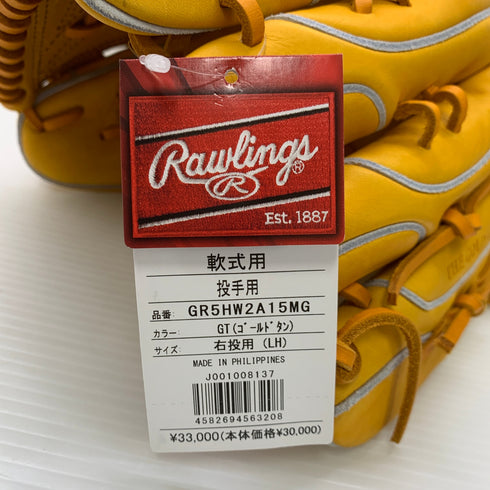 Rawlings®
R
Est. 1887
軟式用
投手用
品番: GR5HW2A15MG
カラー: GT(ｺﾞｰﾙﾄﾞﾀﾝ)
サイズ: 右投用 (LH)
MADE IN PHILIPPINES
J001008137
4582694563208
¥33,000(本体価格¥30,000)